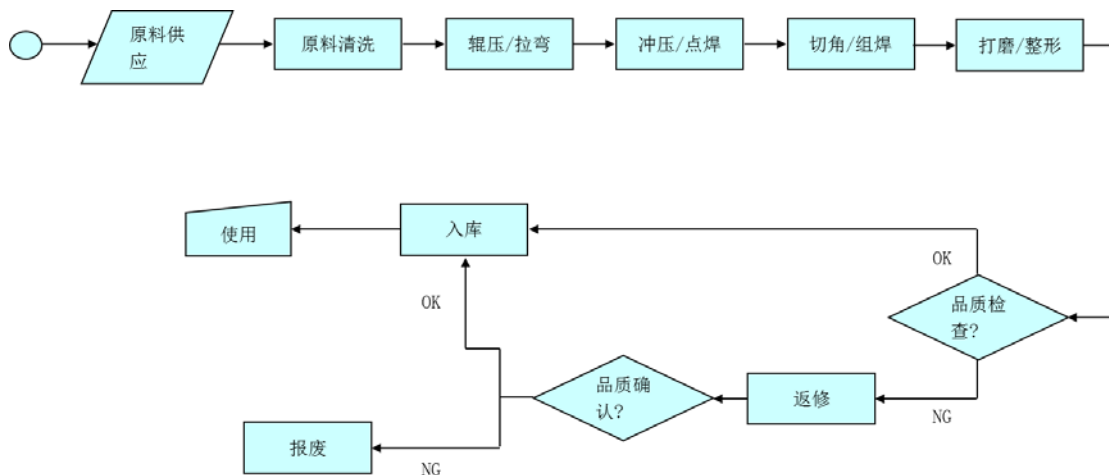 原料供
应
原料清洗
辊压/拉弯
冲压/点焊
切角/组焊
打磨/整形
使用
入库
OK
OK
品质检
查?
品质确
认?
返修
NG
报废
NG